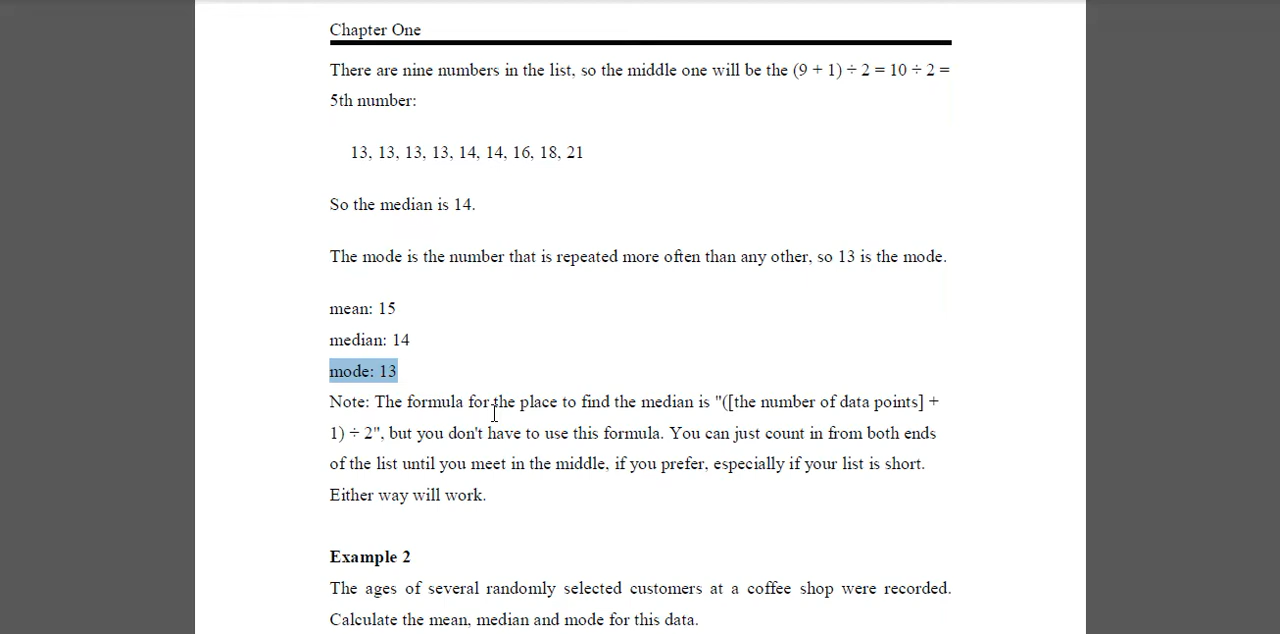 Chapter One
There are nine numbers in the list, so the middle one will be the (9 + 1) ÷ 2 = 10 ÷ 2 =
5th number:
13, 13, 13, 13, 14, 14, 16, 18, 21
So the median is 14.
The mode is the number that is repeated more often than any other, so 13 is the mode.
mean: 15
median: 14
mode: 13
Note: The formula for the place to find the median is "([the number of data points] +
1) ÷ 2", but you don't have to use this formula. You can just count in from both ends
of the list until you meet in the middle, if you prefer, especially if your list is short.
Either way will work.
Example 2
The ages of several randomly selected customers at a coffee shop were recorded.
Calculate the mean, median and mode for this data.